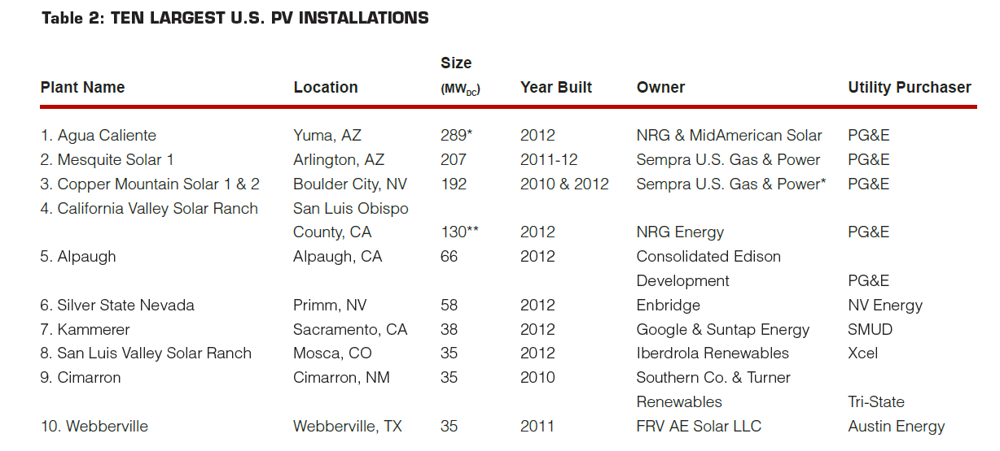 Table 2: TEN LARGEST U.S. PV INSTALLATIONS
Size
Plant Name Location (MWDC) Year Built Owner Utility Purchaser
1. Agua Caliente Yuma, AZ 289* 2012 NRG & MidAmerican Solar PG&E
2. Mesquite Solar 1 Arlington, AZ 207 2011-12 Sempra U.S. Gas & Power PG&E
3. Copper Mountain Solar 1 & 2 Boulder City, NV 192 2010 & 2012 Sempra U.S. Gas & Power* PG&E
4. California Valley Solar Ranch San Luis Obispo
County, CA 130** 2012 NRG Energy PG&E
5. Alpaugh Alpaugh, CA 66 2012 Consolidated Edison
Development PG&E
6. Silver State Nevada Primm, NV 58 2012 Enbridge NV Energy
7. Kammerer Sacramento, CA 38 2012 Google & Suntap Energy SMUD
8. San Luis Valley Solar Ranch Mosca, CO 35 2012 Iberdrola Renewables Xcel
9. Cimarron Cimarron, NM 35 2010 Southern Co. & Turner
Renewables Tri-State
10. Webberville Webberville, TX 35 2011 FRV AE Solar LLC Austin Energy